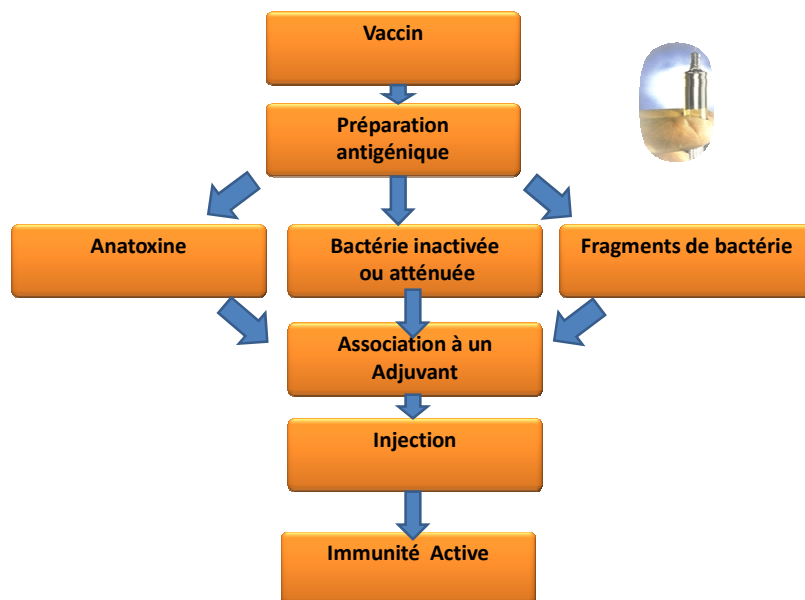 Vaccin
Préparation
antigénique
Anatoxine
Bactérie inactivée
ou atténuée
Fragments de bactérie
Association à un
Adjuvant
Injection
Immunité Active